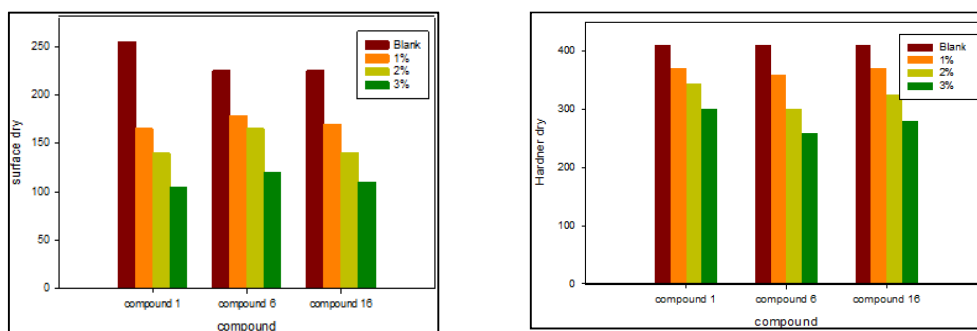 250
200
150
100
50
0
surface dry
Blank
1%
2%
3%
compound 1 compound 6 compound 16
compound
400
300
200
100
0
Hardner dry
Blank
1%
2%
3%
compound 1 compound 6 compound 16
compound